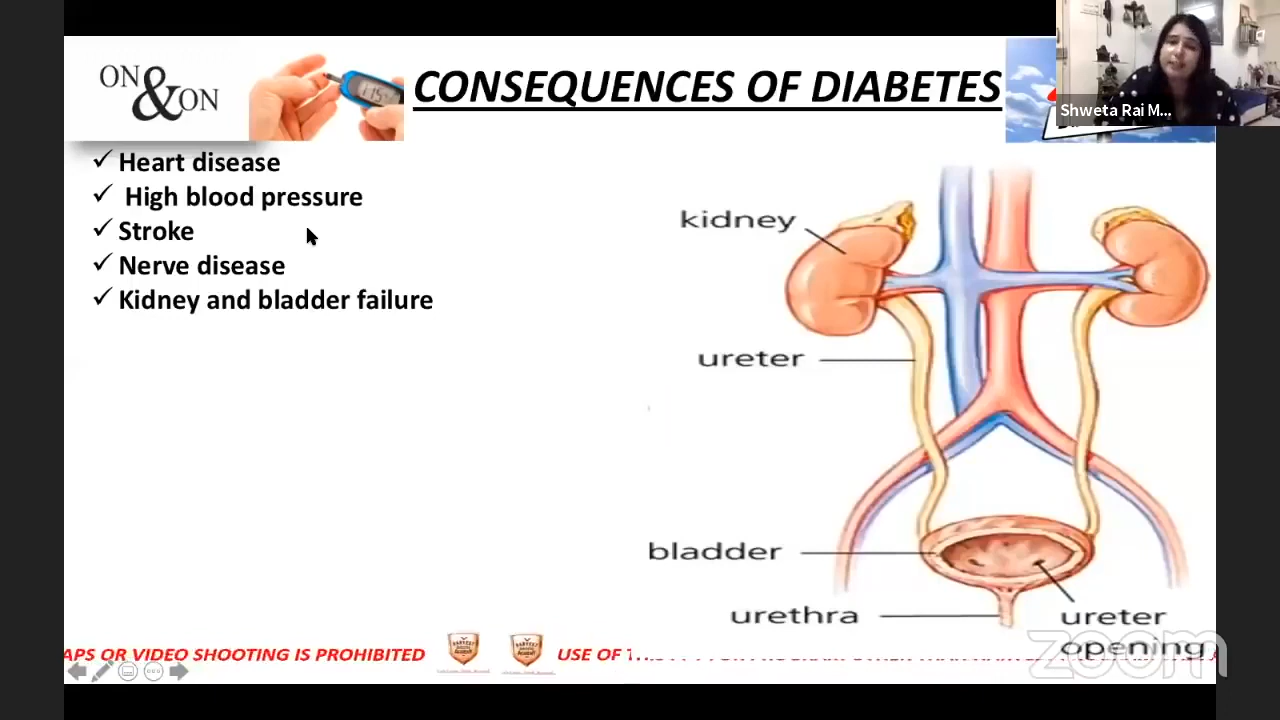 ON & ON
CONSEQUENCES OF DIABETES
Shweta Rai M...
✓ Heart disease
✓ High blood pressure
✓ Stroke
✓ Nerve disease
✓ Kidney and bladder failure
kidney
ureter
bladder
urethra
ureter
opening
APS OR VIDEO SHOOTING IS PROHIBITED
USE OF
zoom